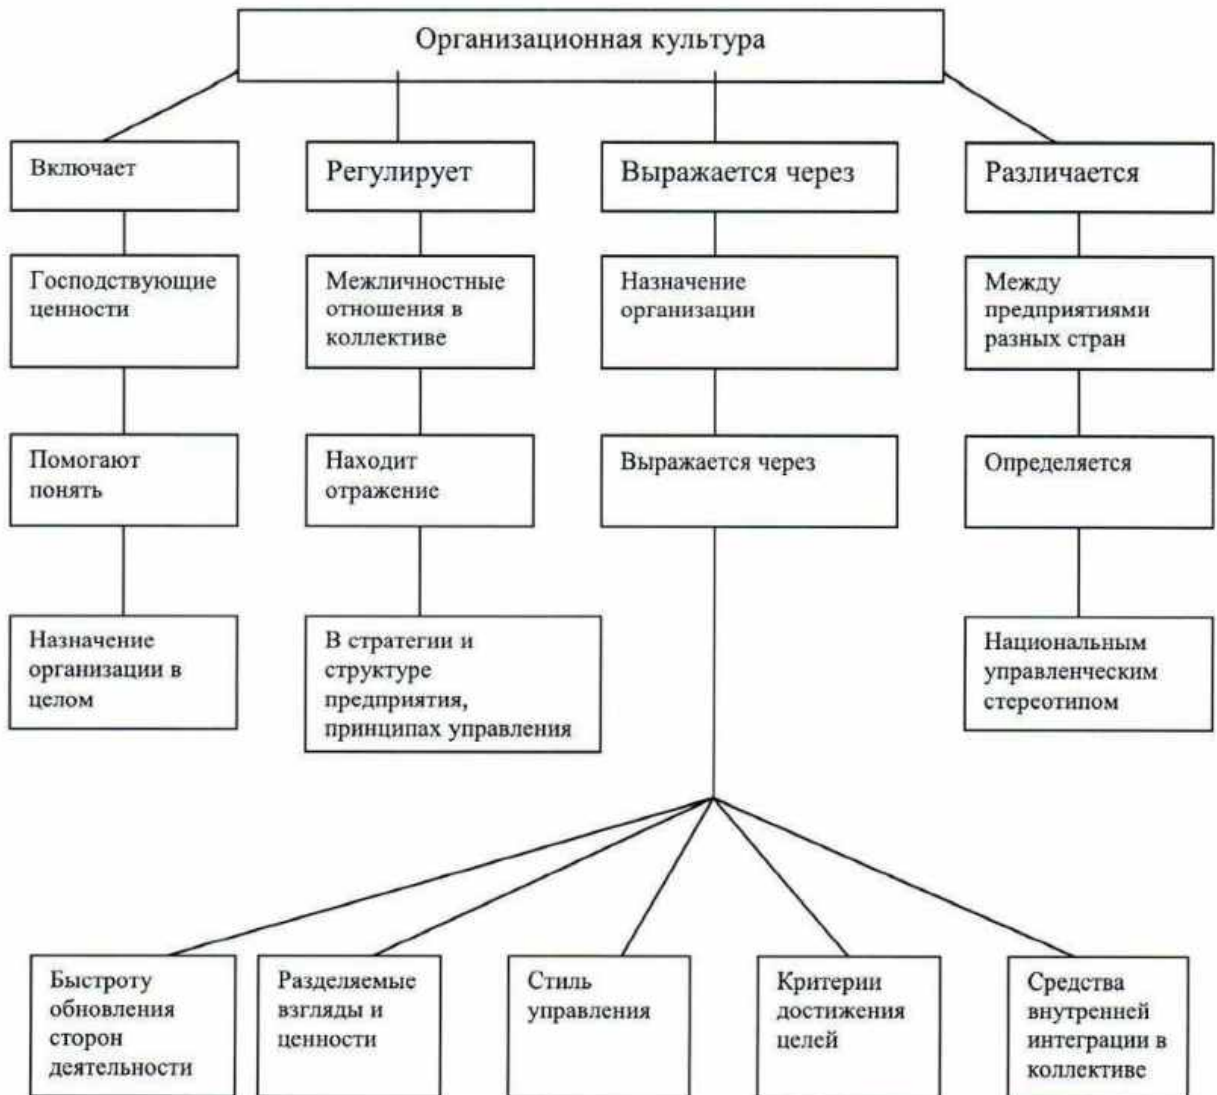 Организационная культура
Включает
Регулирует
Выражается через
Различается
Господствующие
ценности
Межличностные
отношения в
коллективе
Назначение
организации
Между
предприятиями
разных стран
Помогают
понять
Находит
отражение
Выражается через
Определяется
Назначение
организации в
целом
В стратегии и
структуре
предприятия,
принципах управления
Национальным
управленческим
стереотипом
Быстроту
обновления
сторон
деятельности
Разделяемые
взгляды и
ценности
Стиль
управления
Критерии
достижения
целей
Средства
внутренней
интеграции в
коллективе